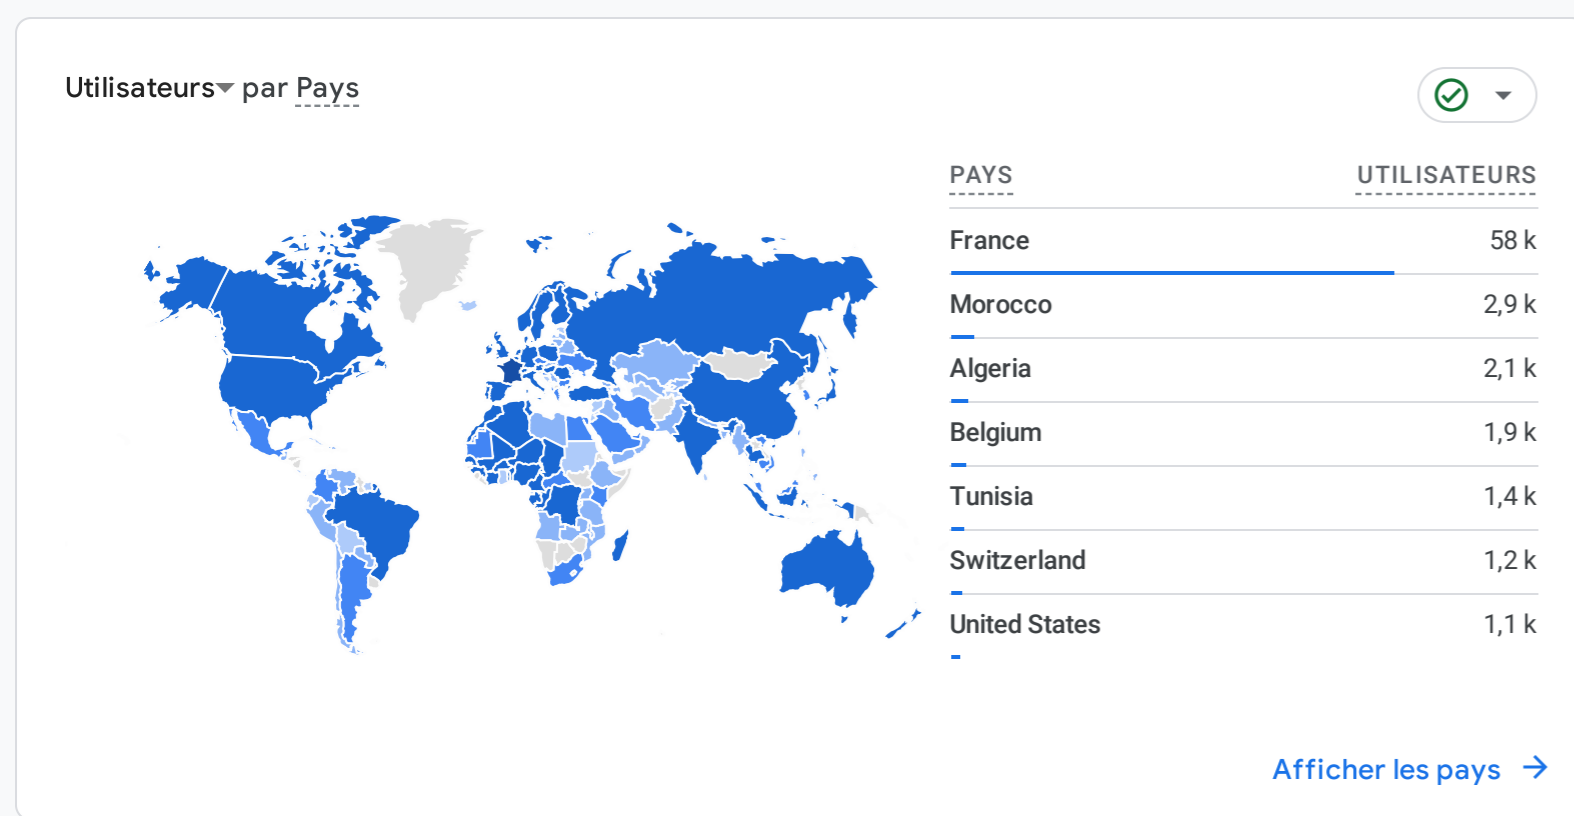 Utilisateurs par Pays
PAYS UTILISATEURS
France 58 k
Morocco 2,9 k
Algeria 2,1 k
Belgium 1,9 k
Tunisia 1,4 k
Switzerland 1,2 k
United States 1,1 k
Afficher les pays